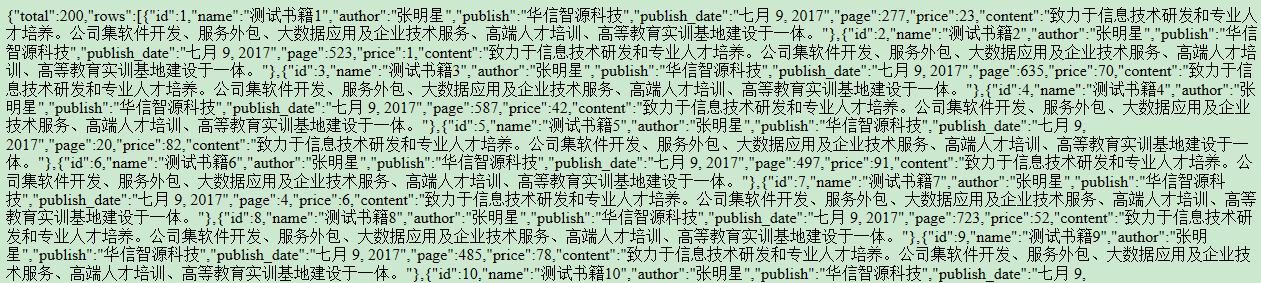 {"total":200,"rows":[{"id":1,"name":"测试书籍1","author":"张明星","publish":"华信智源科技","publish_date":"七月 9, 2017","page":277,"price":23,"content":"致力于信息技术研发和专业人
才培养。公司集软件开发、服务外包、大数据应用及企业技术服务、高端人才培训、高等教育实训基地建设于一体。"},{"id":2,"name":"测试书籍2","author":"张明星","publish":"华信
智源科技","publish_date":"七月 9, 2017","page":523,"price":1,"content":"致力于信息技术研发和专业人才培养。公司集软件开发、服务外包、大数据应用及企业技术服务、高端人才培
训、高等教育实训基地建设于一体。"},{"id":3,"name":"测试书籍3","author":"张明星","publish":"华信智源科技","publish_date":"七月 9, 2017","page":635,"price":70,"content":"致力于信
息技术研发和专业人才培养。公司集软件开发、服务外包、大数据应用及企业技术服务、高端人才培训、高等教育实训基地建设于一体。"},{"id":4,"name":"测试书籍4","author":"张
明星","publish":"华信智源科技","publish_date":"七月 9, 2017","page":587,"price":42,"content":"致力于信息技术研发和专业人才培养。公司集软件开发、服务外包、大数据应用及企业
技术服务、高端人才培训、高等教育实训基地建设于一体。"},{"id":5,"name":"测试书籍5","author":"张明星","publish":"华信智源科技","publish_date":"七月 9,
2017","page":20,"price":82,"content":"致力于信息技术研发和专业人才培养。公司集软件开发、服务外包、大数据应用及企业技术服务、高端人才培训、高等教育实训基地建设于一
体。"},{"id":6,"name":"测试书籍6","author":"张明星","publish":"华信智源科技","publish_date":"七月 9, 2017","page":497,"price":91,"content":"致力于信息技术研发和专业人才培养。公
司集软件开发、服务外包、大数据应用及企业技术服务、高端人才培训、高等教育实训基地建设于一体。"},{"id":7,"name":"测试书籍7","author":"张明星","publish":"华信智源科
技","publish_date":"七月 9, 2017","page":4,"price":6,"content":"致力于信息技术研发和专业人才培养。公司集软件开发、服务外包、大数据应用及企业技术服务、高端人才培训、高等
教育实训基地建设于一体。"},{"id":8,"name":"测试书籍8","author":"张明星","publish":"华信智源科技","publish_date":"七月 9, 2017","page":723,"price":52,"content":"致力于信息技术研
发和专业人才培养。公司集软件开发、服务外包、大数据应用及企业技术服务、高端人才培训、高等教育实训基地建设于一体。"},{"id":9,"name":"测试书籍9","author":"张明
星","publish":"华信智源科技","publish_date":"七月 9, 2017","page":485,"price":78,"content":"致力于信息技术研发和专业人才培养。公司集软件开发、服务外包、大数据应用及企业技
术服务、高端人才培训、高等教育实训基地建设于一体。"},{"id":10,"name":"测试书籍10","author":"张明星","publish":"华信智源科技","publish_date":"七月 9,